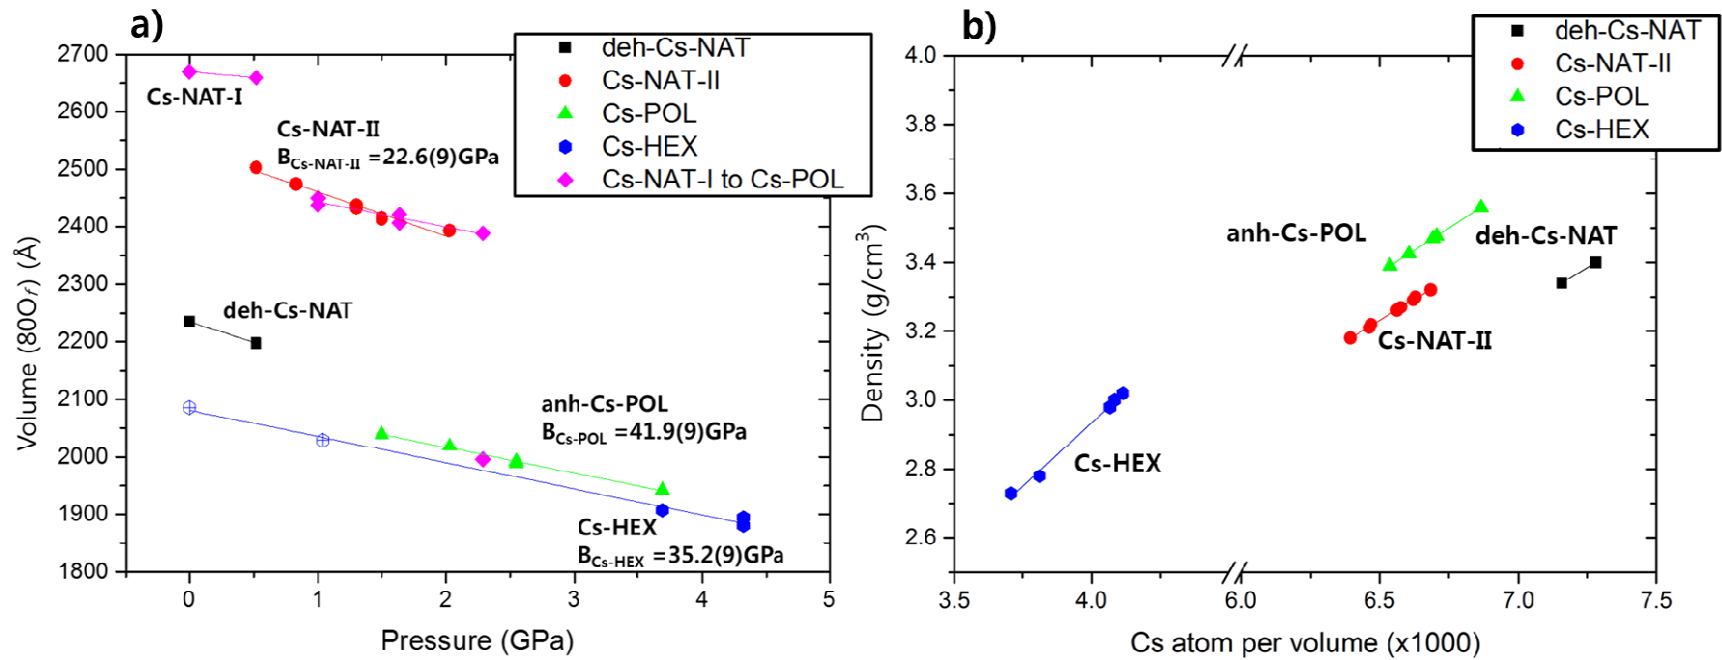 a)
2700
2600
2500
2400
2300
2200
2100
2000
1900
1800
Volume (80Of) (Å)
0
1
2
3
4
5
Pressure (GPa)
deh-Cs-NAT
Cs-NAT-II
Cs-POL
Cs-HEX
Cs-NAT-I to Cs-POL
Cs-NAT-I
Cs-NAT-II
BCs-NAT-II =22.6(9)GPa
deh-Cs-NAT
anh-Cs-POL
BCs-POL =41.9(9)GPa
Cs-HEX
BCs-HEX =35.2(9)GPa
b)
4.0
3.8
3.6
3.4
3.2
3.0
2.8
2.6
Density (g/cm3)
3.5
4.0
6.0
6.5
7.0
7.5
Cs atom per volume (x1000)
deh-Cs-NAT
Cs-NAT-II
Cs-POL
Cs-HEX
anh-Cs-POL
deh-Cs-NAT
Cs-NAT-II
Cs-HEX